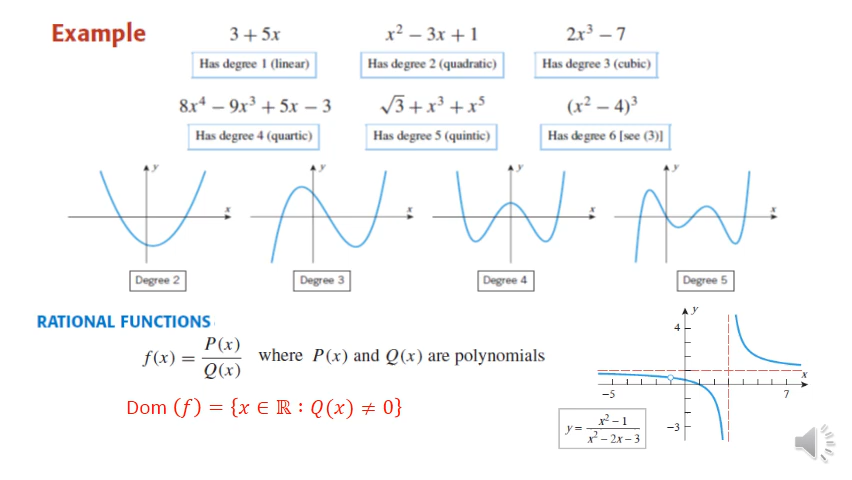 Example
3 + 5x
x² − 3x + 1
2x³ − 7
Has degree 1 (linear)
Has degree 2 (quadratic)
Has degree 3 (cubic)
8x⁴ − 9x³ + 5x − 3
√3 + x³ + x⁵
(x² − 4)³
Has degree 4 (quartic)
Has degree 5 (quintic)
Has degree 6 [see (3)]
y
x
y
x
y
x
y
x
Degree 2
Degree 3
Degree 4
Degree 5
RATIONAL FUNCTIONS
f(x) = P(x)/Q(x) where P(x) and Q(x) are polynomials
Dom (f) = {x ∈ ℝ : Q(x) ≠ 0}
y
4
x
−5
7
−3
y = x² − 1 / x² − 2x − 3